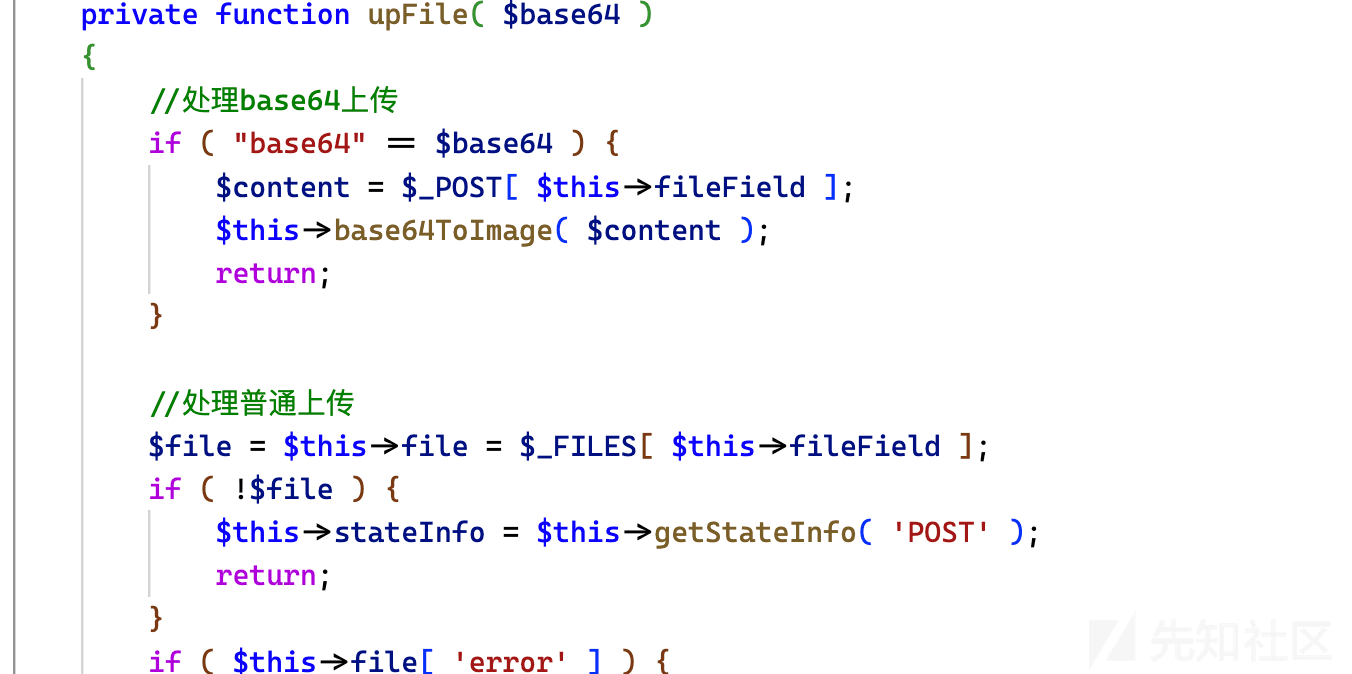 private function upFile( $base64 )
{
//处理base64上传
if ( "base64" == $base64 ) {
$content = $_POST[ $this->fileField ];
$this->base64ToImage( $content );
return;
}
//处理普通上传
$file = $this->file = $_FILES[ $this->fileField ];
if ( !$file ) {
$this->stateInfo = $this->getStateInfo( 'POST' );
return;
}
if ( $this->file[ 'error' ] ) {
先知社区